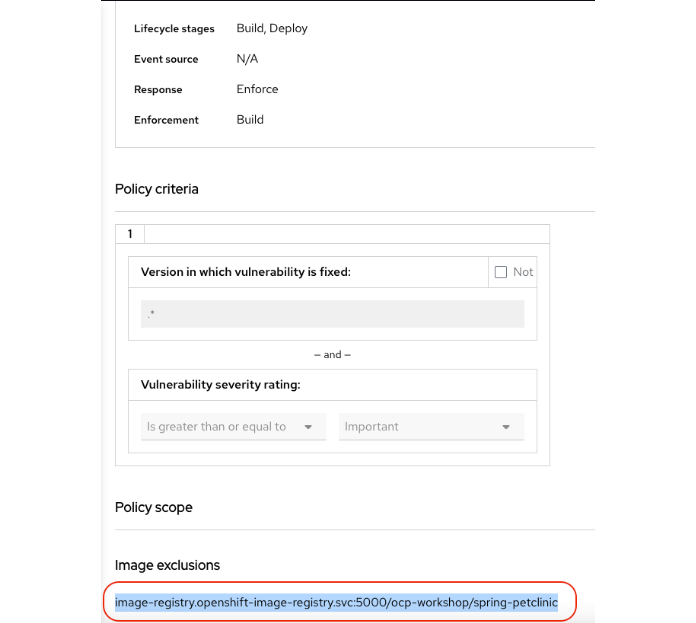 Lifecycle stages Build, Deploy
Event source N/A
Response Enforce
Enforcement Build
Policy criteria
1
Version in which vulnerability is fixed: Not
.*
— and —
Vulnerability severity rating:
Is greater than or equal to Important
Policy scope
Image exclusions
image-registry.openshift-image-registry.svc:5000/ocp-workshop/spring-petclinic